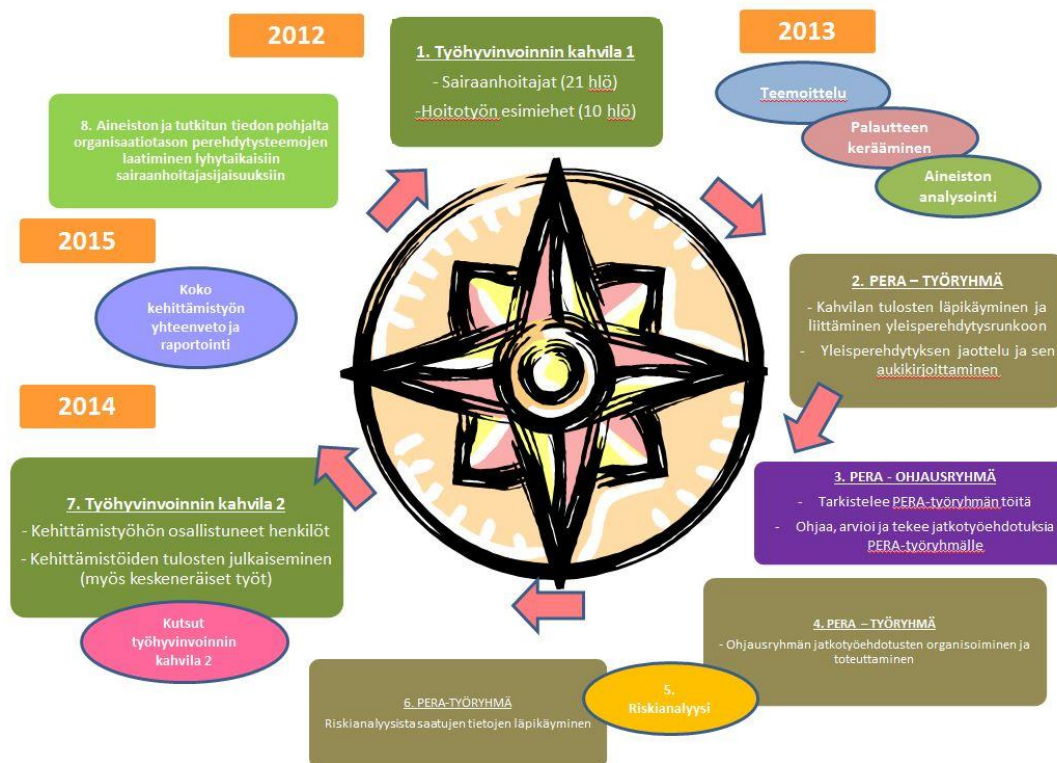 2012
1. Työhyvinvoinnin kahvila 1
- Sairaanhoitajat (21 hlö)
-Hoitotyön esimiehet (10 hlö)
2013
Teemoittelu
Palautteen
kerääminen
Aineiston
analysointi
2. PERA – TYÖRYHMÄ
- Kahvilan tulosten läpikäyminen ja
liittäminen yleisperehdytysrunkoon
- Yleisperehdytyksen jaottelu ja sen
aukikirjoittaminen
3. PERA - OHJAUSRYHMÄ
- Tarkistelee PERA-työryhmän töitä
- Ohjaa, arvioi ja tekee jatkotyöehdotuksia
PERA-työryhmälle
4. PERA – TYÖRYHMÄ
- Ohjausryhmän jatkotyöehdotusten organisoiminen ja
toteuttaminen
5.
Riskianalyysi
6. PERA-TYÖRYHMÄ
Riskianalyysista saatujen tietojen läpikäyminen
2014
7. Työhyvinvoinnin kahvila 2
- Kehittämistyöhön osallistuneet henkilöt
- Kehittämistöiden tulosten julkaiseminen
(myös keskeneräiset työt)
Kutsut
työhyvinvoinnin
kahvila 2
2015
Koko
kehittämistyön
yhteenveto ja
raportointi
8. Aineiston ja tutkitun tiedon pohjalta
organisaatiotason perehdytysteemojen
laatiminen lyhytaikaisiin
sairaanhoitajasijaisuuksiin